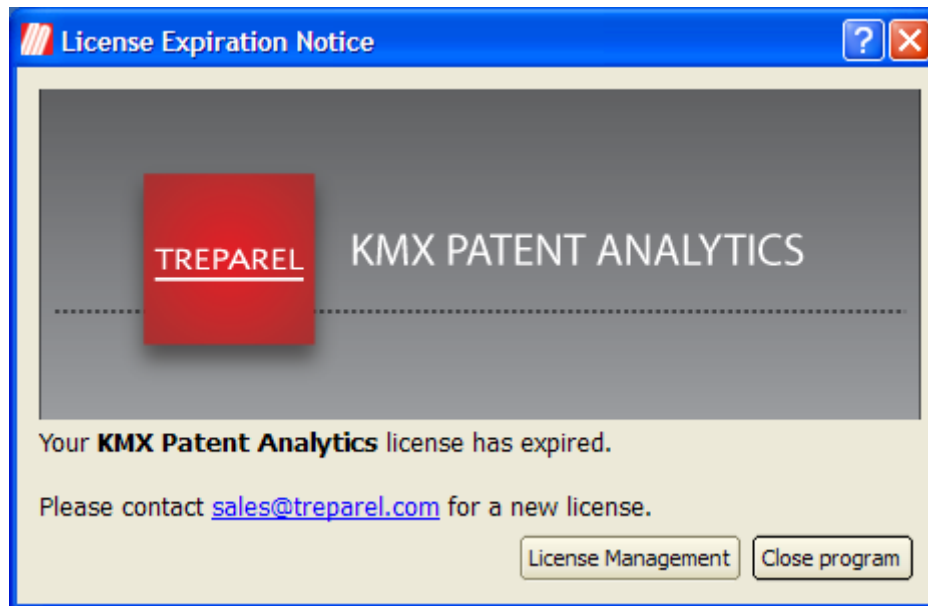 License Expiration Notice
TREPAREL
KMX PATENT ANALYTICS
Your KMX Patent Analytics license has expired.
Please contact sales@treparel.com for a new license.
License Management
Close program